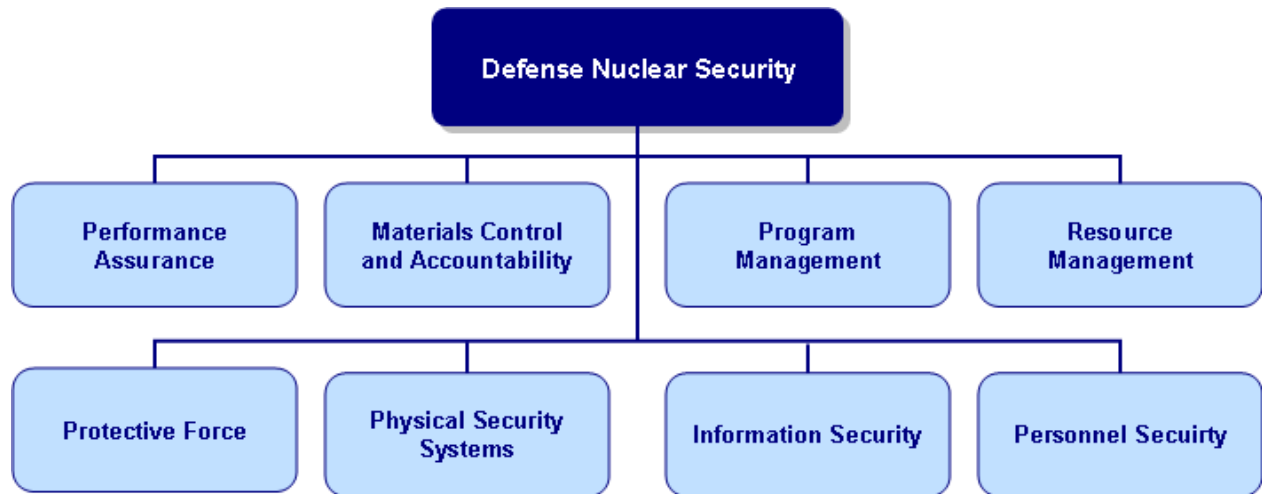 Defense Nuclear Security
Performance
Assurance
Materials Control
and Accountability
Program
Management
Resource
Management
Protective Force
Physical Security
Systems
Information Security
Personnel Secuirty